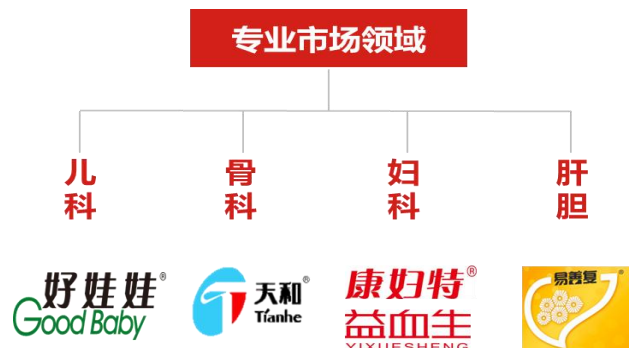 专业市场领域
儿科
骨科
妇科
肝胆
好娃娃®
Good Baby
天和®
Tianhe
康妇特®
益血生
YIXUESHENG
易善复®